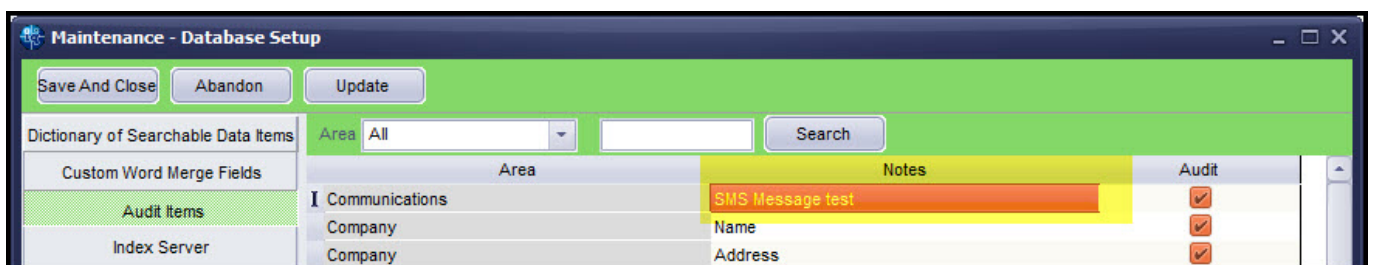 Maintenance - Database Setup
Save And Close Abandon Update
Dictionary of Searchable Data Items Area All Search
Custom Word Merge Fields Area Notes Audit
Audit Items Communications SMS Message test
Company Name
Index Server Company Address